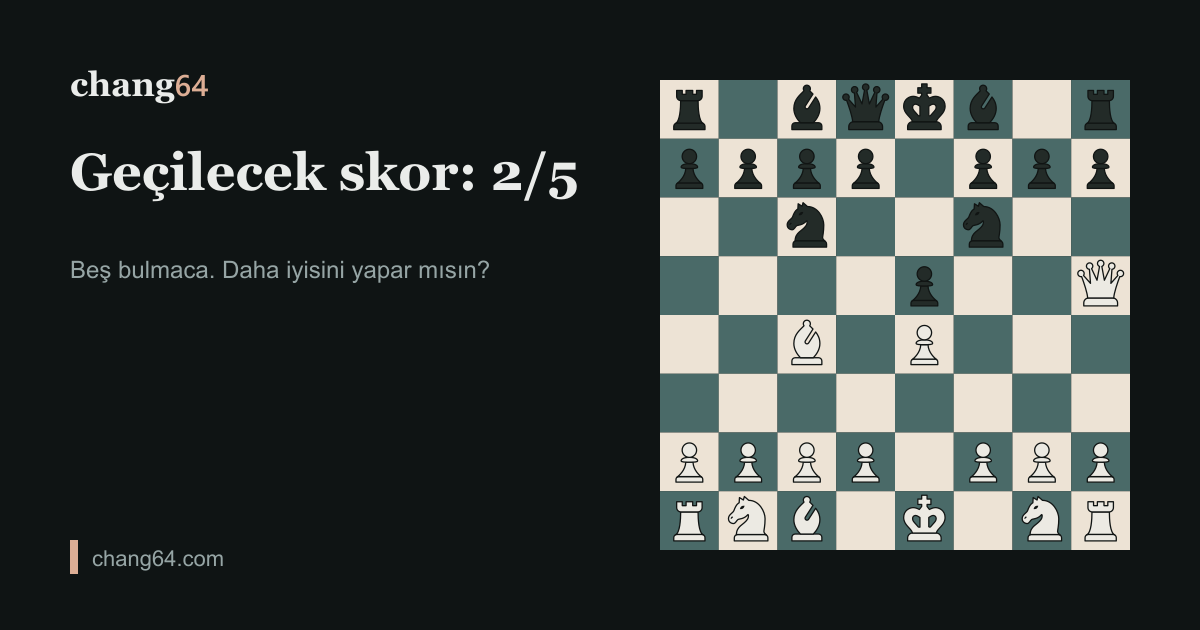 chang64
Geçilecek skor: 2/5
Beş bulmaca. Daha iyisini yapar mısın?
chang64.com